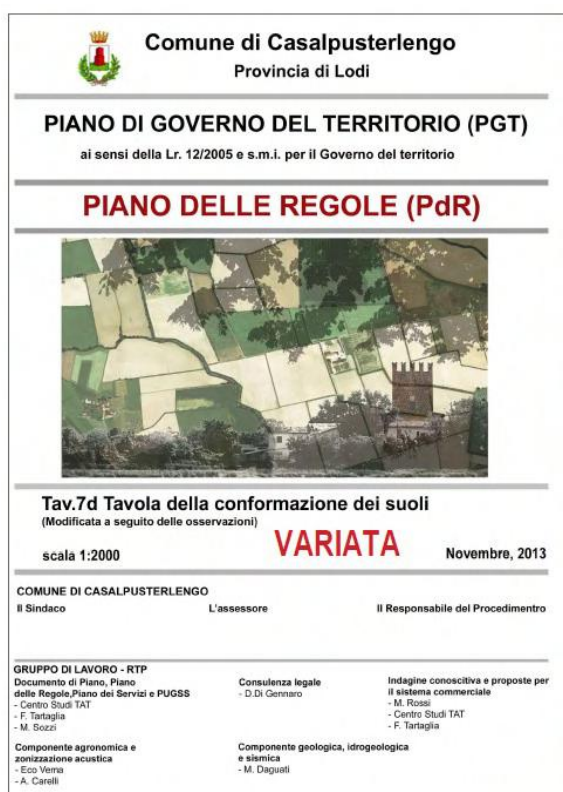 Comune di Casalpusterlengo
Provincia di Lodi
PIANO DI GOVERNO DEL TERRITORIO (PGT)
ai sensi della Lr. 12/2005 e s.m.i. per il Governo del territorio
PIANO DELLE REGOLE (PdR)
Tav.7d Tavola della conformazione dei suoli
(Modificata a seguito delle osservazioni)
VARIATA
scala 1:2000
Novembre, 2013
COMUNE DI CASALPUSTERLENGO
Il Sindaco
L'assessore
Il Responsabile del Procedimentro
GRUPPO DI LAVORO - RTP
Documento di Piano, Piano
delle Regole,Piano dei Servizi e PUGSS
- Centro Studi TAT
- F. Tartaglia
- M. Sozzi
Consulenza legale
- D.Di Gennaro
Indagine conoscitiva e proposte per
il sistema commerciale
- M. Rossi
- Centro Studi TAT
- F. Tartaglia
Componente agronomica e
zonizzazione acustica
- Eco Verna
- A. Carelli
Componente geologica, idrogeologica
e sismica
- M. Daguati